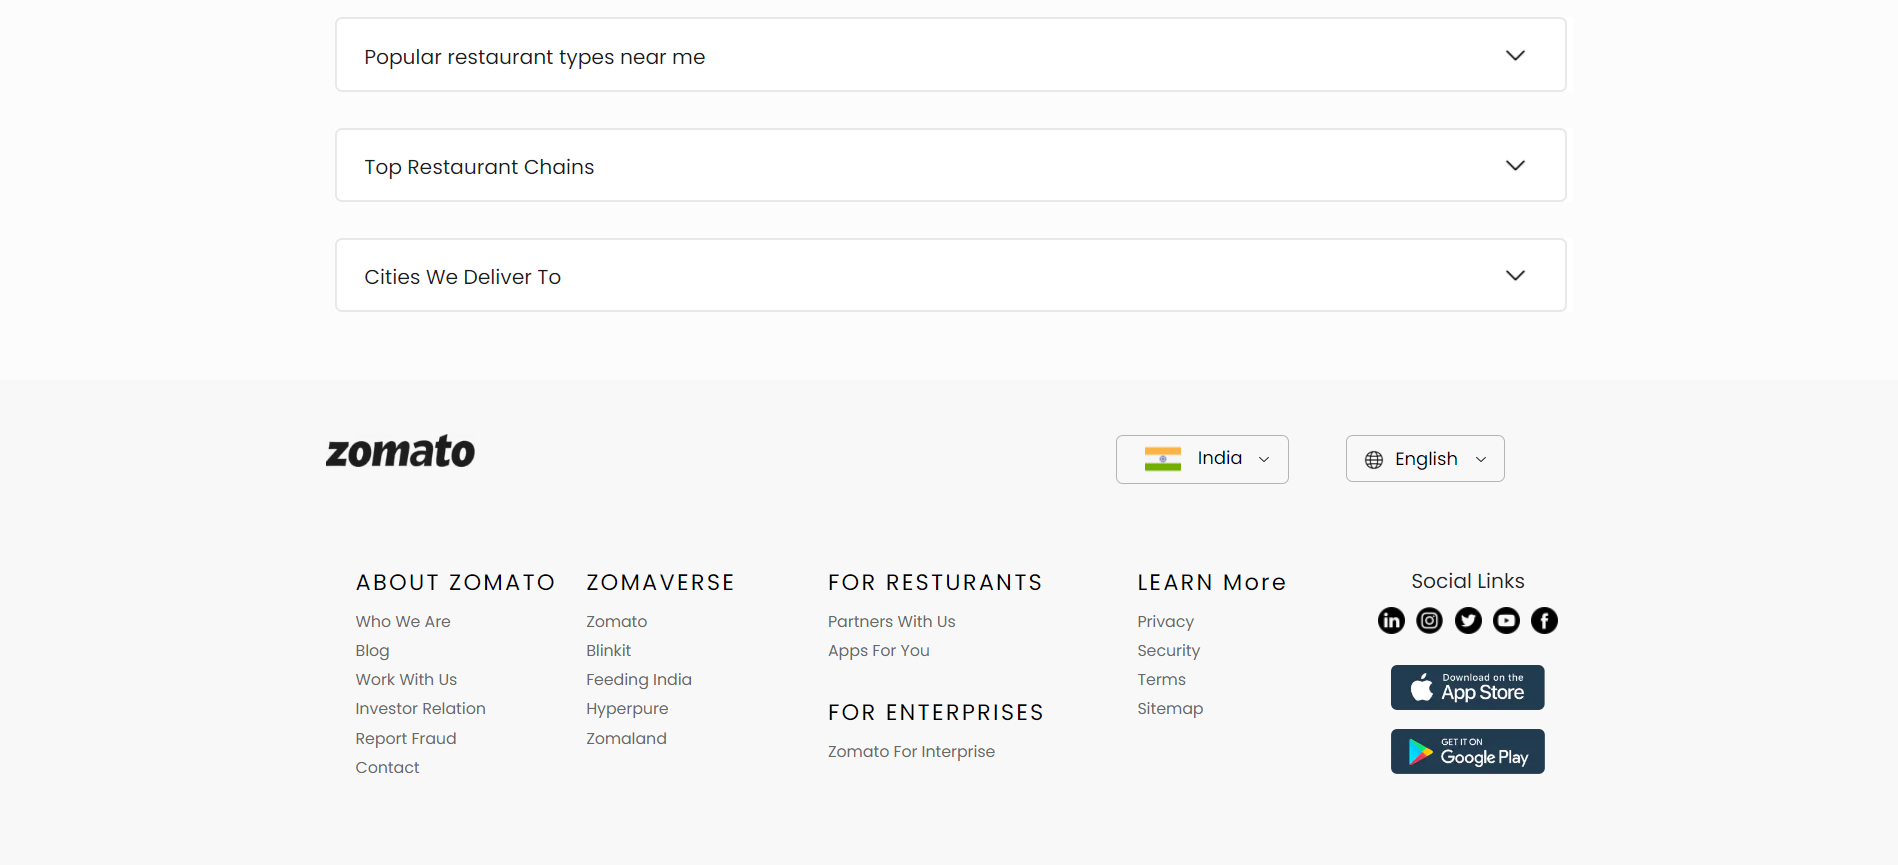 Popular restaurant types near me
Top Restaurant Chains
Cities We Deliver To
zomato
India
English
ABOUT ZOMATO
Who We Are
Blog
Work With Us
Investor Relation
Report Fraud
Contact
ZOMAVERSE
Zomato
Blinkit
Feeding India
Hyperpure
Zomaland
FOR RESTURANTS
Partners With Us
Apps For You
FOR ENTERPRISES
Zomato For Interprise
LEARN More
Privacy
Security
Terms
Sitemap
Social Links
in
Download on the
App Store
GET IT ON
Google Play